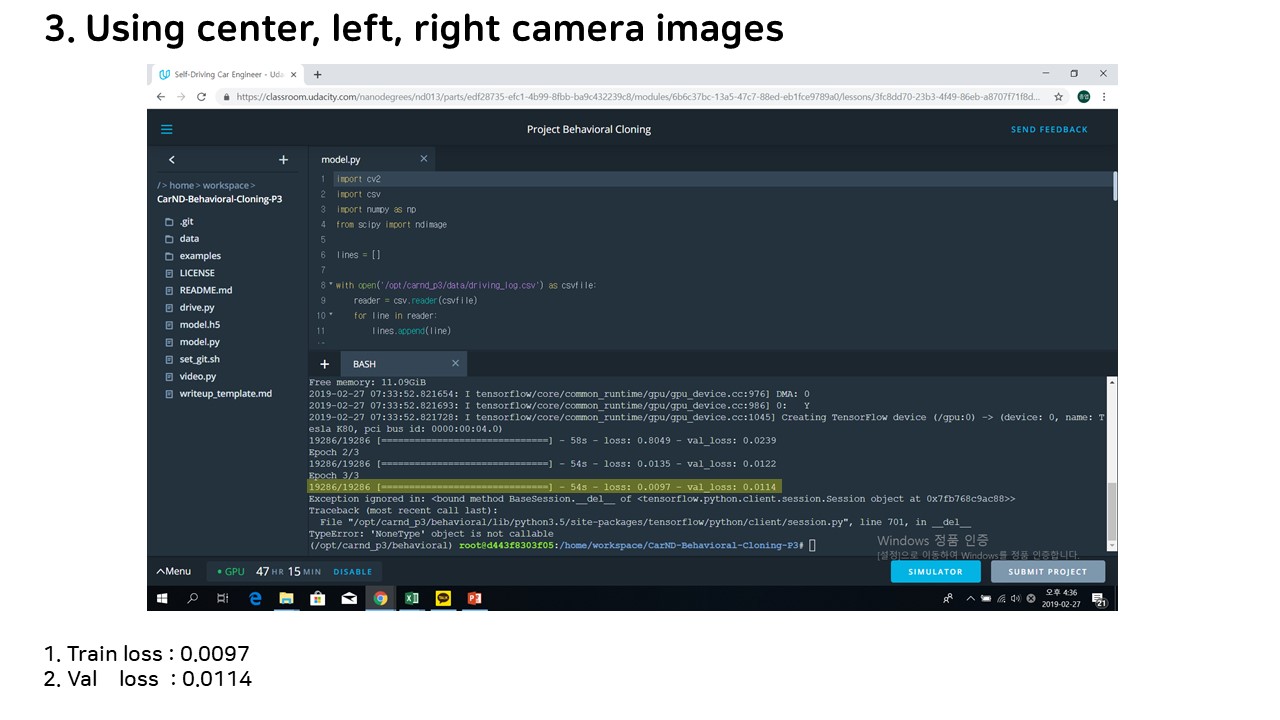 3. Using center, left, right camera images
Self-Driving Car Engineer - Uda
https://classroom.udacity.com/nanodegrees/nd013/parts/edf28735-efc1-4b99-8fbb-ba9c432239c8/modules/6b6c37bc-13a5-47c7-88ed-eb1fce9789a0/lessons/3fc8dd70-23b3-4f49-86eb-a8707f71f8d...
Project Behavioral Cloning
SEND FEEDBACK
model.py
/ > home > workspace >
CarND-Behavioral-Cloning-P3
.git
data
examples
LICENSE
README.md
drive.py
model.h5
model.py
set_git.sh
video.py
writeup_template.md
1 import cv2
2 import csv
3 import numpy as np
4 from scipy import ndimage
5
6 lines = []
7
8 with open('/opt/carnd_p3/data/driving_log.csv') as csvfile:
9 reader = csv.reader(csvfile)
10 for line in reader:
11 lines.append(line)
BASH
Free memory: 11.09GiB
2019-02-27 07:33:52.821654: I tensorflow/core/common_runtime/gpu/gpu_device.cc:976] DMA: 0
2019-02-27 07:33:52.821693: I tensorflow/core/common_runtime/gpu/gpu_device.cc:986] 0:   Y
2019-02-27 07:33:52.821728: I tensorflow/core/common_runtime/gpu/gpu_device.cc:1045] Creating TensorFlow device (/gpu:0) -> (device: 0, name: T
esla K80, pci bus id: 0000:00:04.0)
19286/19286 [==============================] - 58s - loss: 0.8049 - val_loss: 0.0239
Epoch 2/3
19286/19286 [==============================] - 54s - loss: 0.0135 - val_loss: 0.0122
Epoch 3/3
19286/19286 [==============================] - 54s - loss: 0.0097 - val_loss: 0.0114
Exception ignored in: <bound method BaseSession.__del__ of <tensorflow.python.client.session.Session object at 0x7fb768c9ac88>>
Traceback (most recent call last):
File "/opt/carnd_p3/behavioral/lib/python3.5/site-packages/tensorflow/python/client/session.py", line 701, in __del__
TypeError: 'NoneType' object is not callable
(/opt/carnd_p3/behavioral) root@d443f8303f05:/home/workspace/CarND-Behavioral-Cloning-P3#
Windows 정품 인증
[설정]으로 이동하여 Windows를 정품 인증합니다.
Menu
GPU 47 HR 15 MIN DISABLE
SIMULATOR
SUBMIT PROJECT
오후 4:36
2019-02-27
21
1. Train loss : 0.0097
2. Val loss : 0.0114